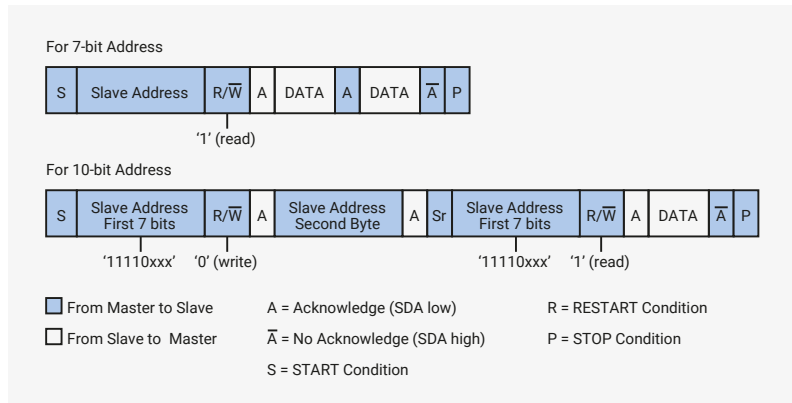 For 7-bit Address
S Slave Address R/W̅ A DATA A DATA A̅ P
‘1’ (read)
For 10-bit Address
S Slave Address First 7 bits R/W̅ A Slave Address Second Byte A Sr Slave Address First 7 bits R/W̅ A DATA A̅ P
‘11110xxx’ ‘0’ (write) ‘11110xxx’ ‘1’ (read)
From Master to Slave A = Acknowledge (SDA low) R = RESTART Condition
From Slave to Master A̅ = No Acknowledge (SDA high) P = STOP Condition
S = START Condition